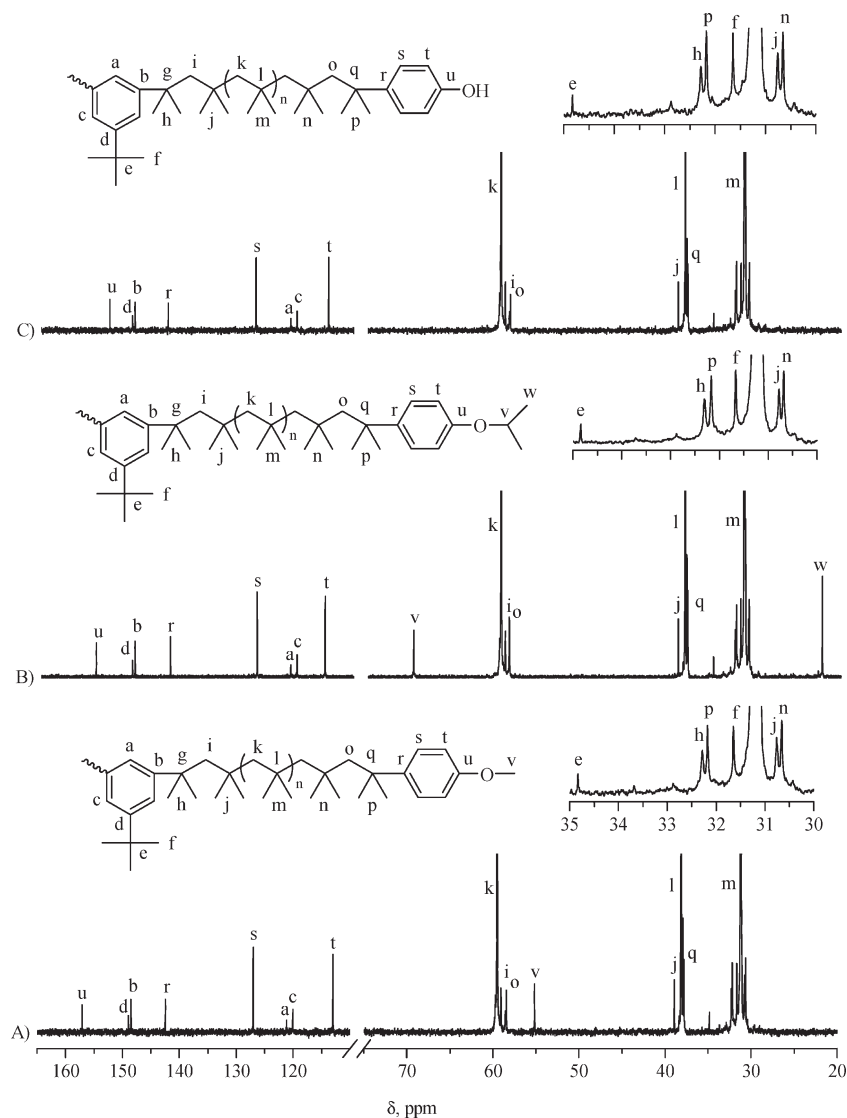 a b g i k l o q r s t u OH
c h j m n n p
d
e f
e h p f j n
k l m
u d b r s a c t i o j q
C)
a b g i k l o q r s t u O v w
c h j m n n p
d
e f
e h p f j n
k l m
u d b r s a c t v i o j q w
B)
a b g i k l o q r s t u O v
c h j m n n p
d
e f
e h p f j n
35 34 33 32 31 30
k l m
u d b r s a c t i o v j q
A)
160 150 140 130 120 70 60 50 40 30 20
δ, ppm